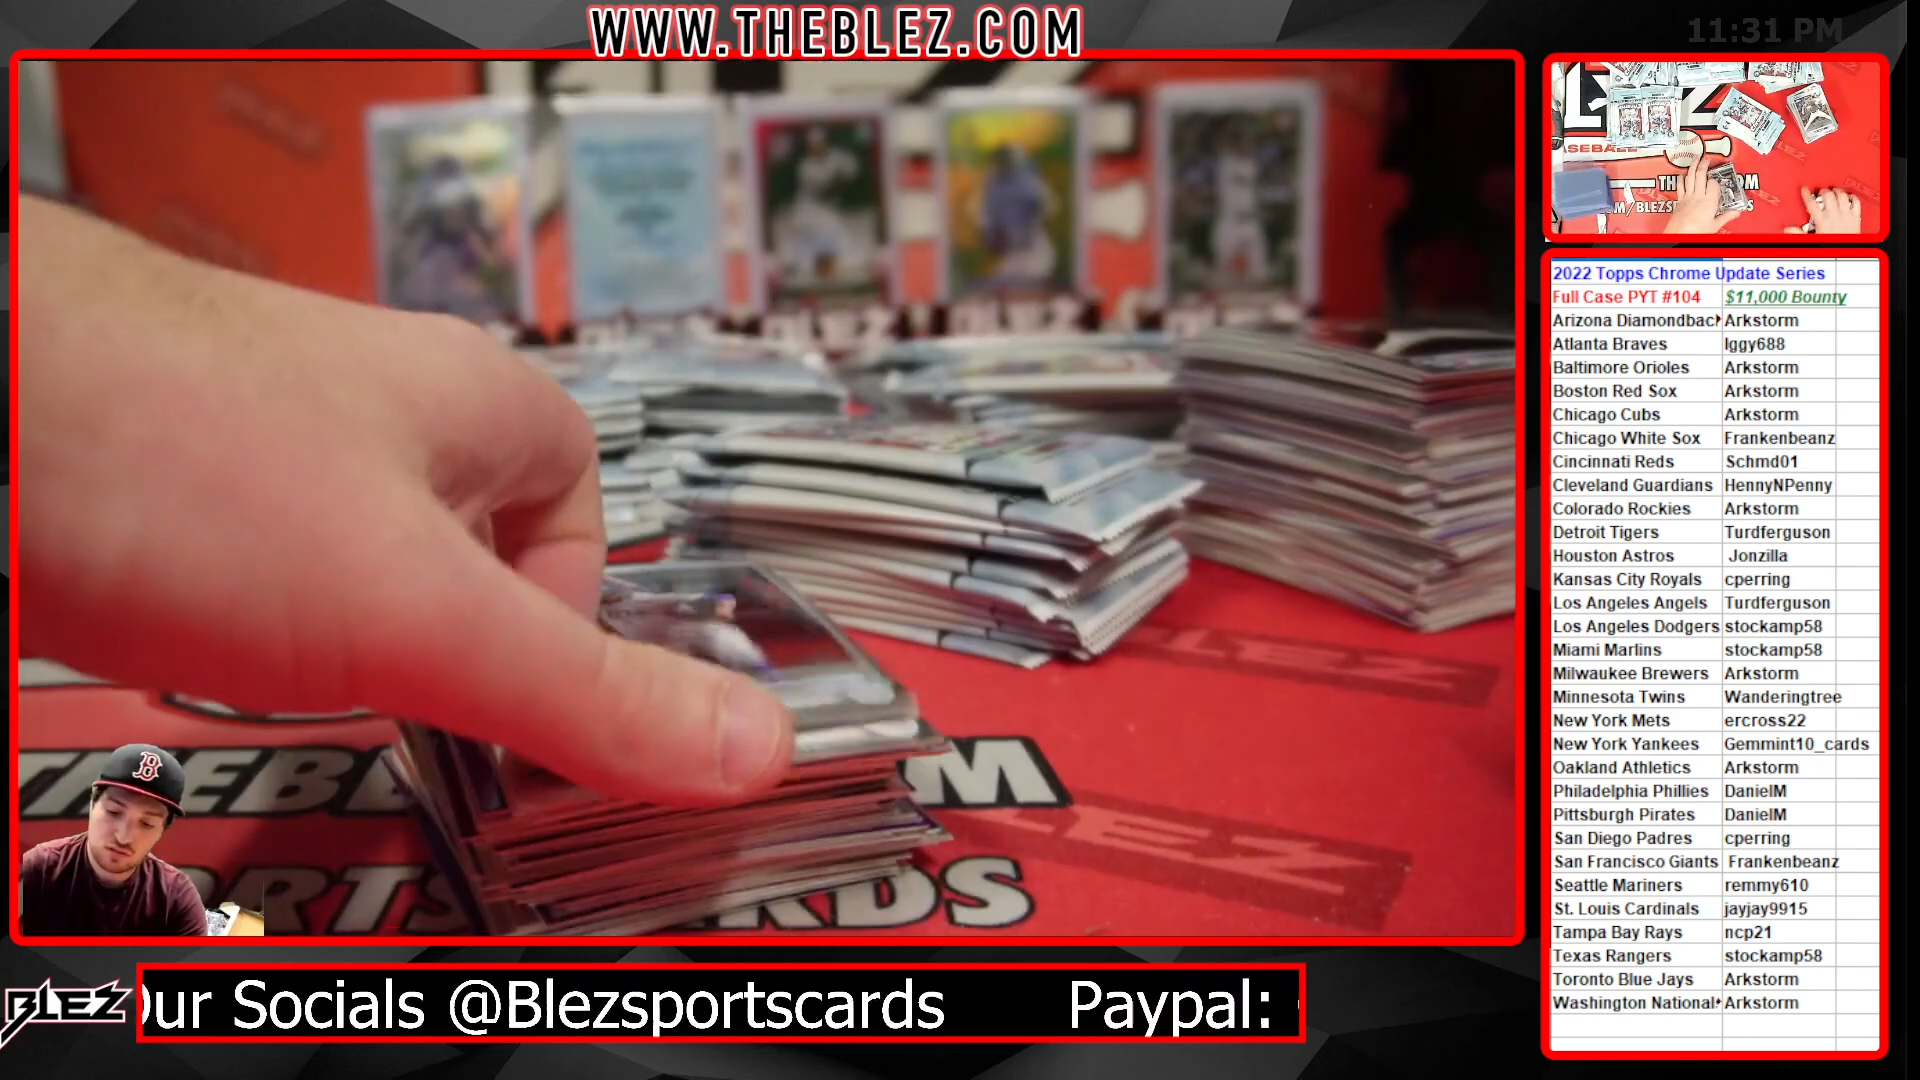 WWW.THEBLEZ.COM
11:31 PM
2022 Topps Chrome Update Series
Full Case PYT #104 $11,000 Bounty
Arizona Diamondbac Arkstorm
Atlanta Braves Iggy688
Baltimore Orioles Arkstorm
Boston Red Sox Arkstorm
Chicago Cubs Arkstorm
Chicago White Sox Frankenbeanz
Cincinnati Reds Schmd01
Cleveland Guardians HennyNPenny
Colorado Rockies Arkstorm
Detroit Tigers Turdferguson
Houston Astros Jonzilla
Kansas City Royals cperring
Los Angeles Angels Turdferguson
Los Angeles Dodgers stockamp58
Miami Marlins stockamp58
Milwaukee Brewers Arkstorm
Minnesota Twins Wanderingtree
New York Mets ercross22
New York Yankees Gemmint10_cards
Oakland Athletics Arkstorm
Philadelphia Phillies DanielM
Pittsburgh Pirates DanielM
San Diego Padres cperring
San Francisco Giants Frankenbeanz
Seattle Mariners remmy610
St. Louis Cardinals jayjay9915
Tampa Bay Rays ncp21
Texas Rangers stockamp58
Toronto Blue Jays Arkstorm
Washington National Arkstorm
BLEZ
Our Socials @Blezsportscards Paypal: